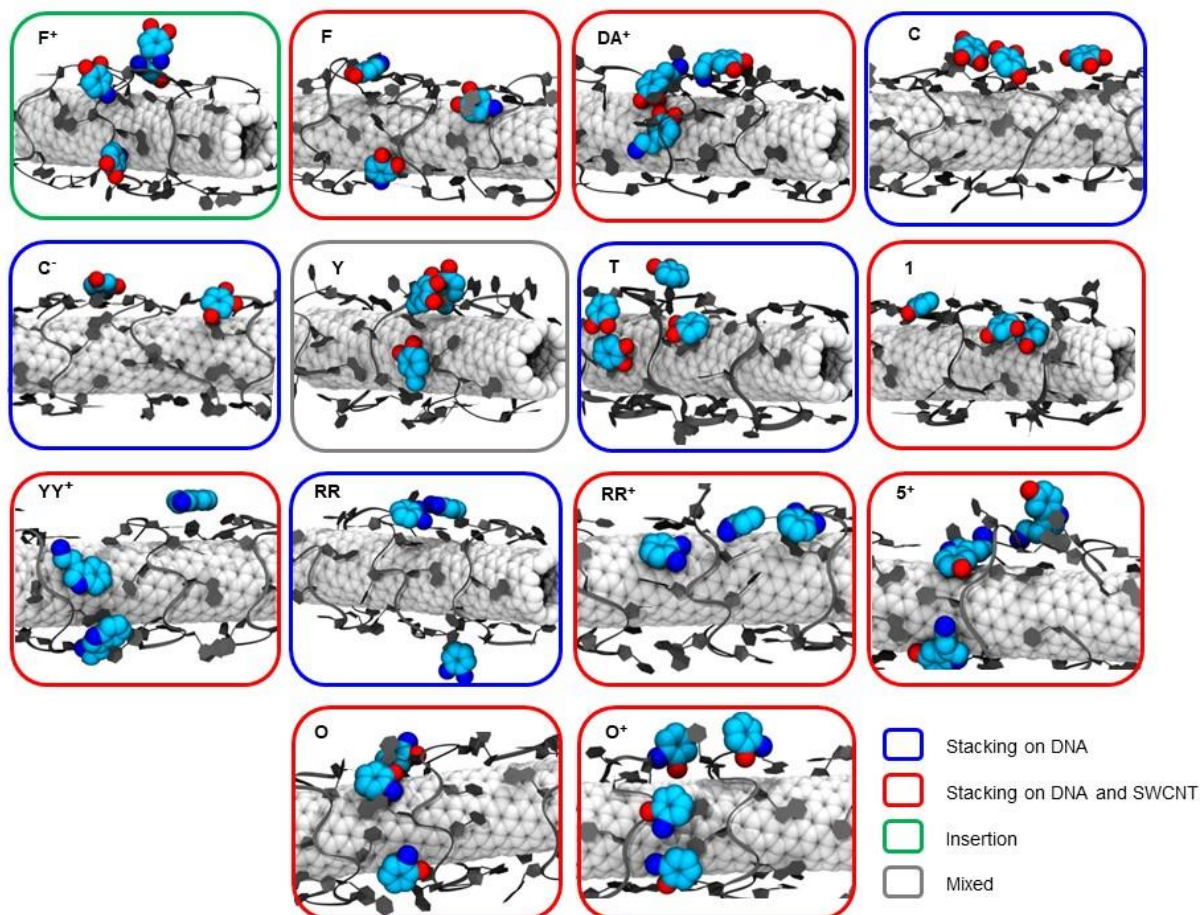 F+
F
DA+
C
C-
Y
T
1
YY+
RR
RR+
5+
O
O+
Stacking on DNA
Stacking on DNA and SWCNT
Insertion
Mixed